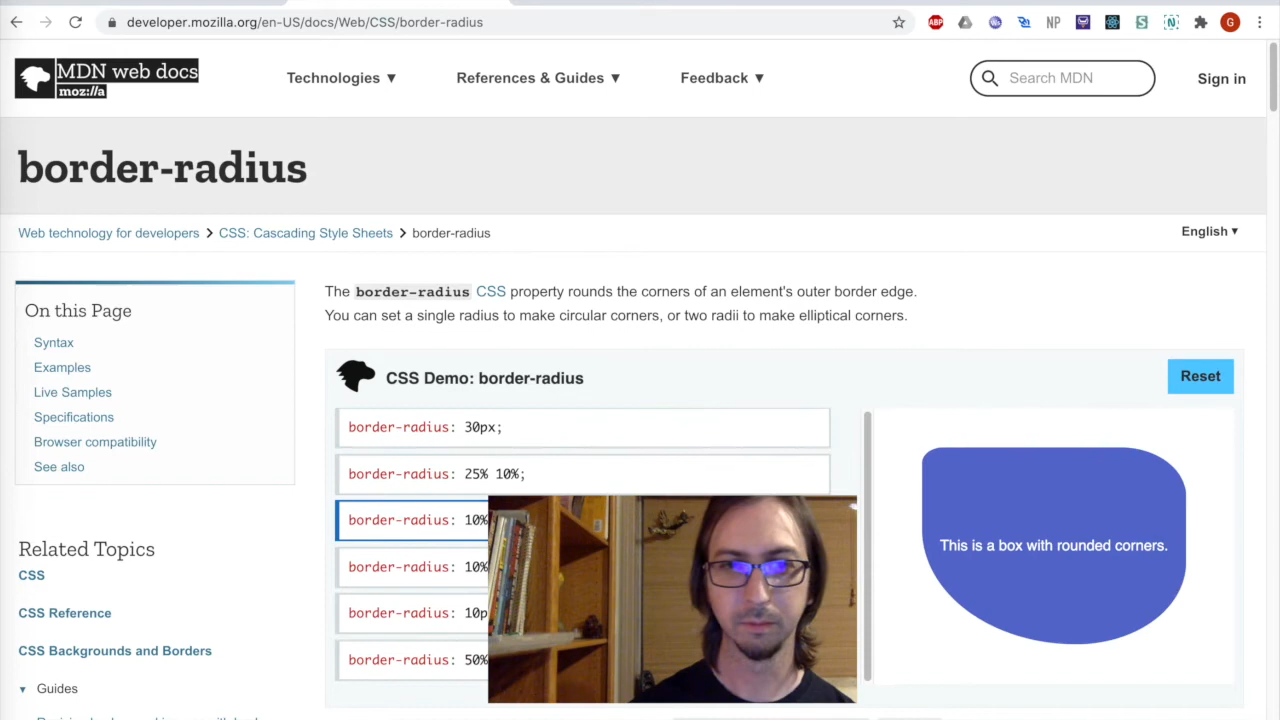 developer.mozilla.org/en-US/docs/Web/CSS/border-radius
ABP
NP
S
N
G
MDN web docs
moz://a
Technologies ▼
References & Guides ▼
Feedback ▼
Search MDN
Sign in
border-radius
Web technology for developers
CSS: Cascading Style Sheets
border-radius
English ▼
On this Page
Syntax
Examples
Live Samples
Specifications
Browser compatibility
See also
Related Topics
CSS
CSS Reference
CSS Backgrounds and Borders
▼ Guides
The border-radius CSS property rounds the corners of an element's outer border edge.
You can set a single radius to make circular corners, or two radii to make elliptical corners.
CSS Demo: border-radius
Reset
border-radius: 30px;
border-radius: 25% 10%;
border-radius: 10%
border-radius: 10%
border-radius: 10p
border-radius: 50%
This is a box with rounded corners.